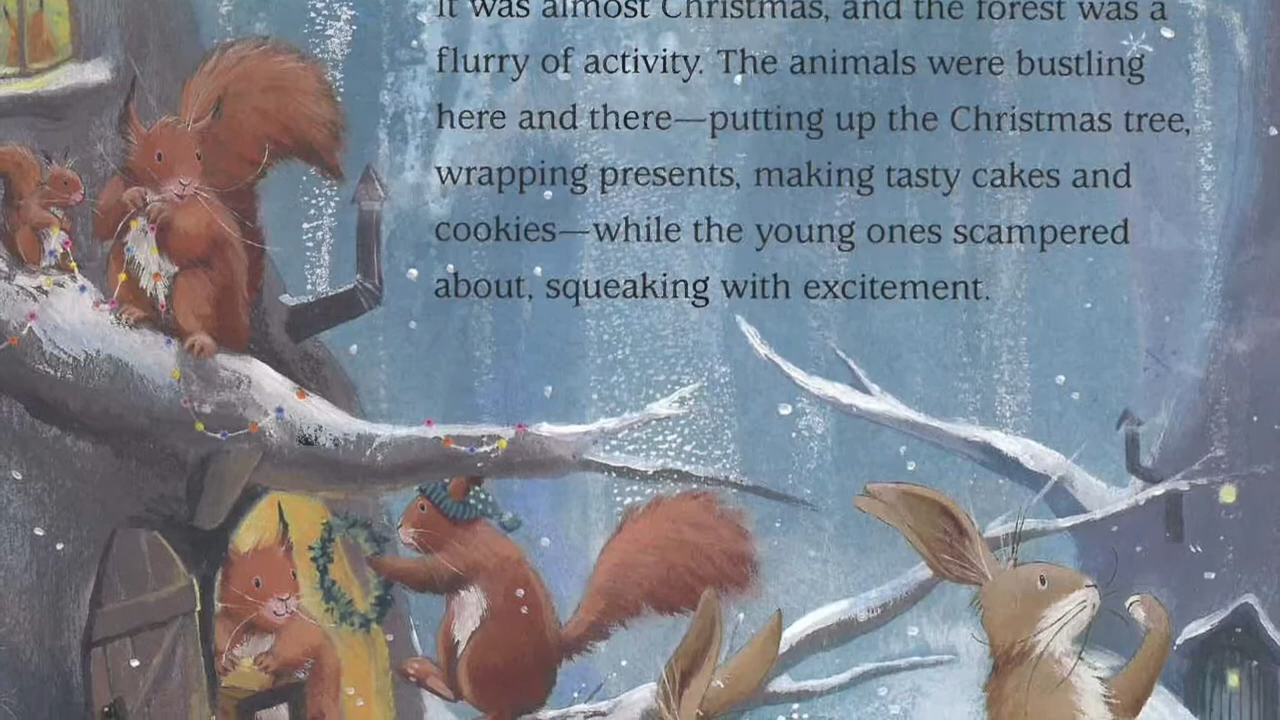 It was almost Christmas, and the forest was a
flurry of activity. The animals were bustling
here and there—putting up the Christmas tree,
wrapping presents, making tasty cakes and
cookies—while the young ones scampered
about, squeaking with excitement.